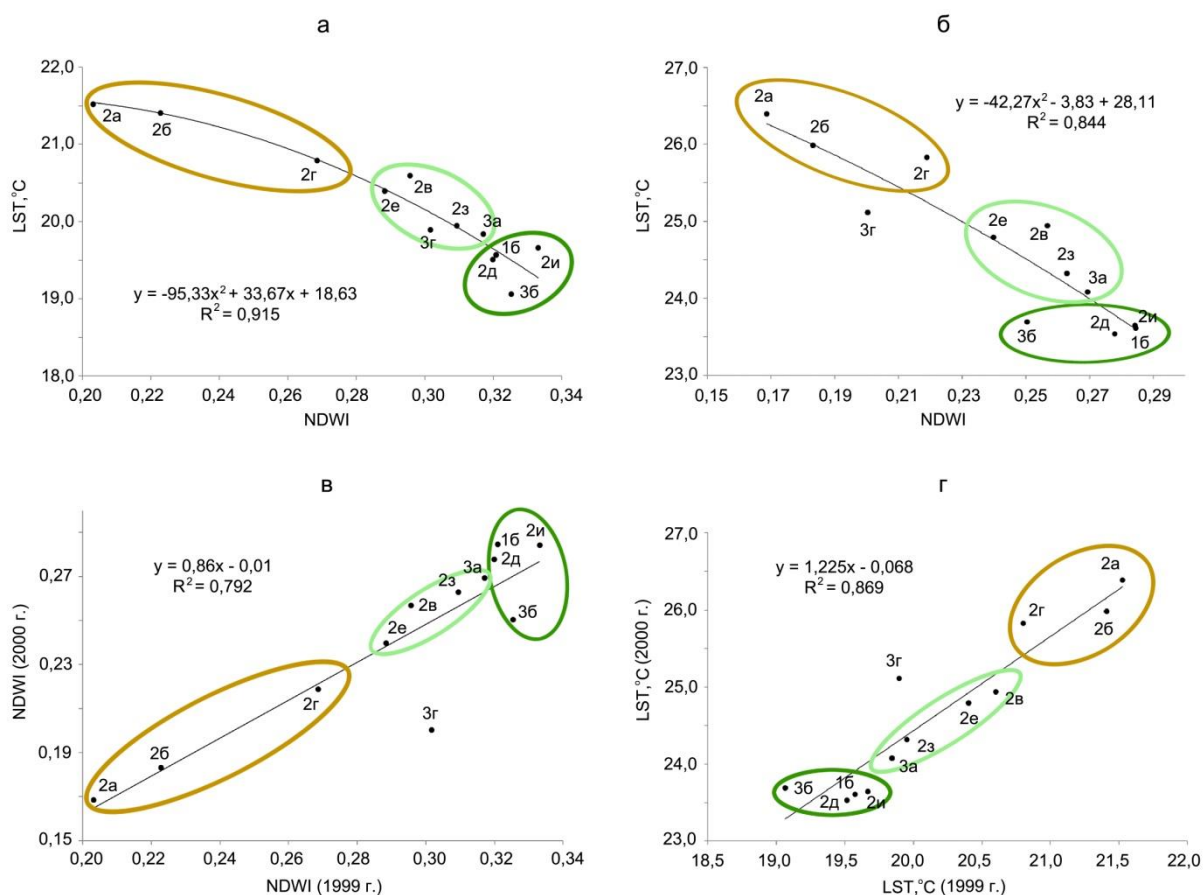 а
22,0
21,0
20,0
19,0
18,0
LST,°C
2а
2б
2г
2в
2е
2з
3г
3а
1б
2д
2и
3б
y = -95,33x² + 33,67x + 18,63
R² = 0,915
0,20
0,22
0,24
0,26
0,28
0,30
0,32
0,34
NDWI
б
27,0
26,0
25,0
24,0
23,0
LST,°C
2а
2б
2г
3г
2е
2в
2з
3а
3б
2д
2и
1б
y = -42,27x² - 3,83 + 28,11
R² = 0,844
0,15
0,17
0,19
0,21
0,23
0,25
0,27
0,29
NDWI
в
0,27
0,23
0,19
0,15
NDWI (2000 г.)
y = 0,86x - 0,01
R² = 0,792
1б
2и
2д
3а
2з
2в
3б
2е
2г
3г
2б
2а
0,20
0,22
0,24
0,26
0,28
0,30
0,32
0,34
NDWI (1999 г.)
г
27,0
26,0
25,0
24,0
23,0
LST,°C (2000 г.)
y = 1,225x - 0,068
R² = 0,869
2а
2г
2б
3г
2в
2е
2з
3а
3б
1б
2д
2и
18,5
19,0
19,5
20,0
20,5
21,0
21,5
22,0
LST,°C (1999 г.)